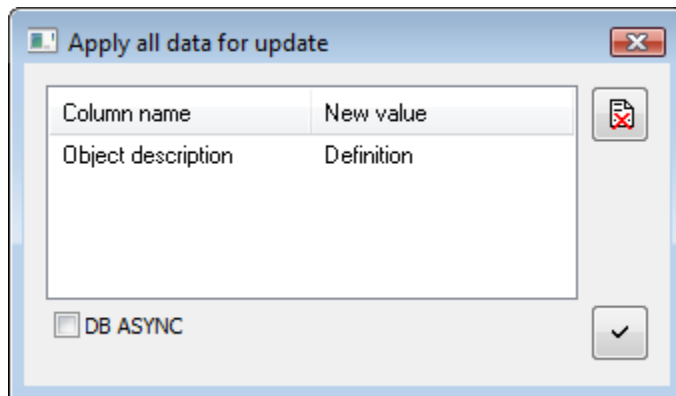 Apply all data for update
Column name New value
Object description Definition
DB ASYNC